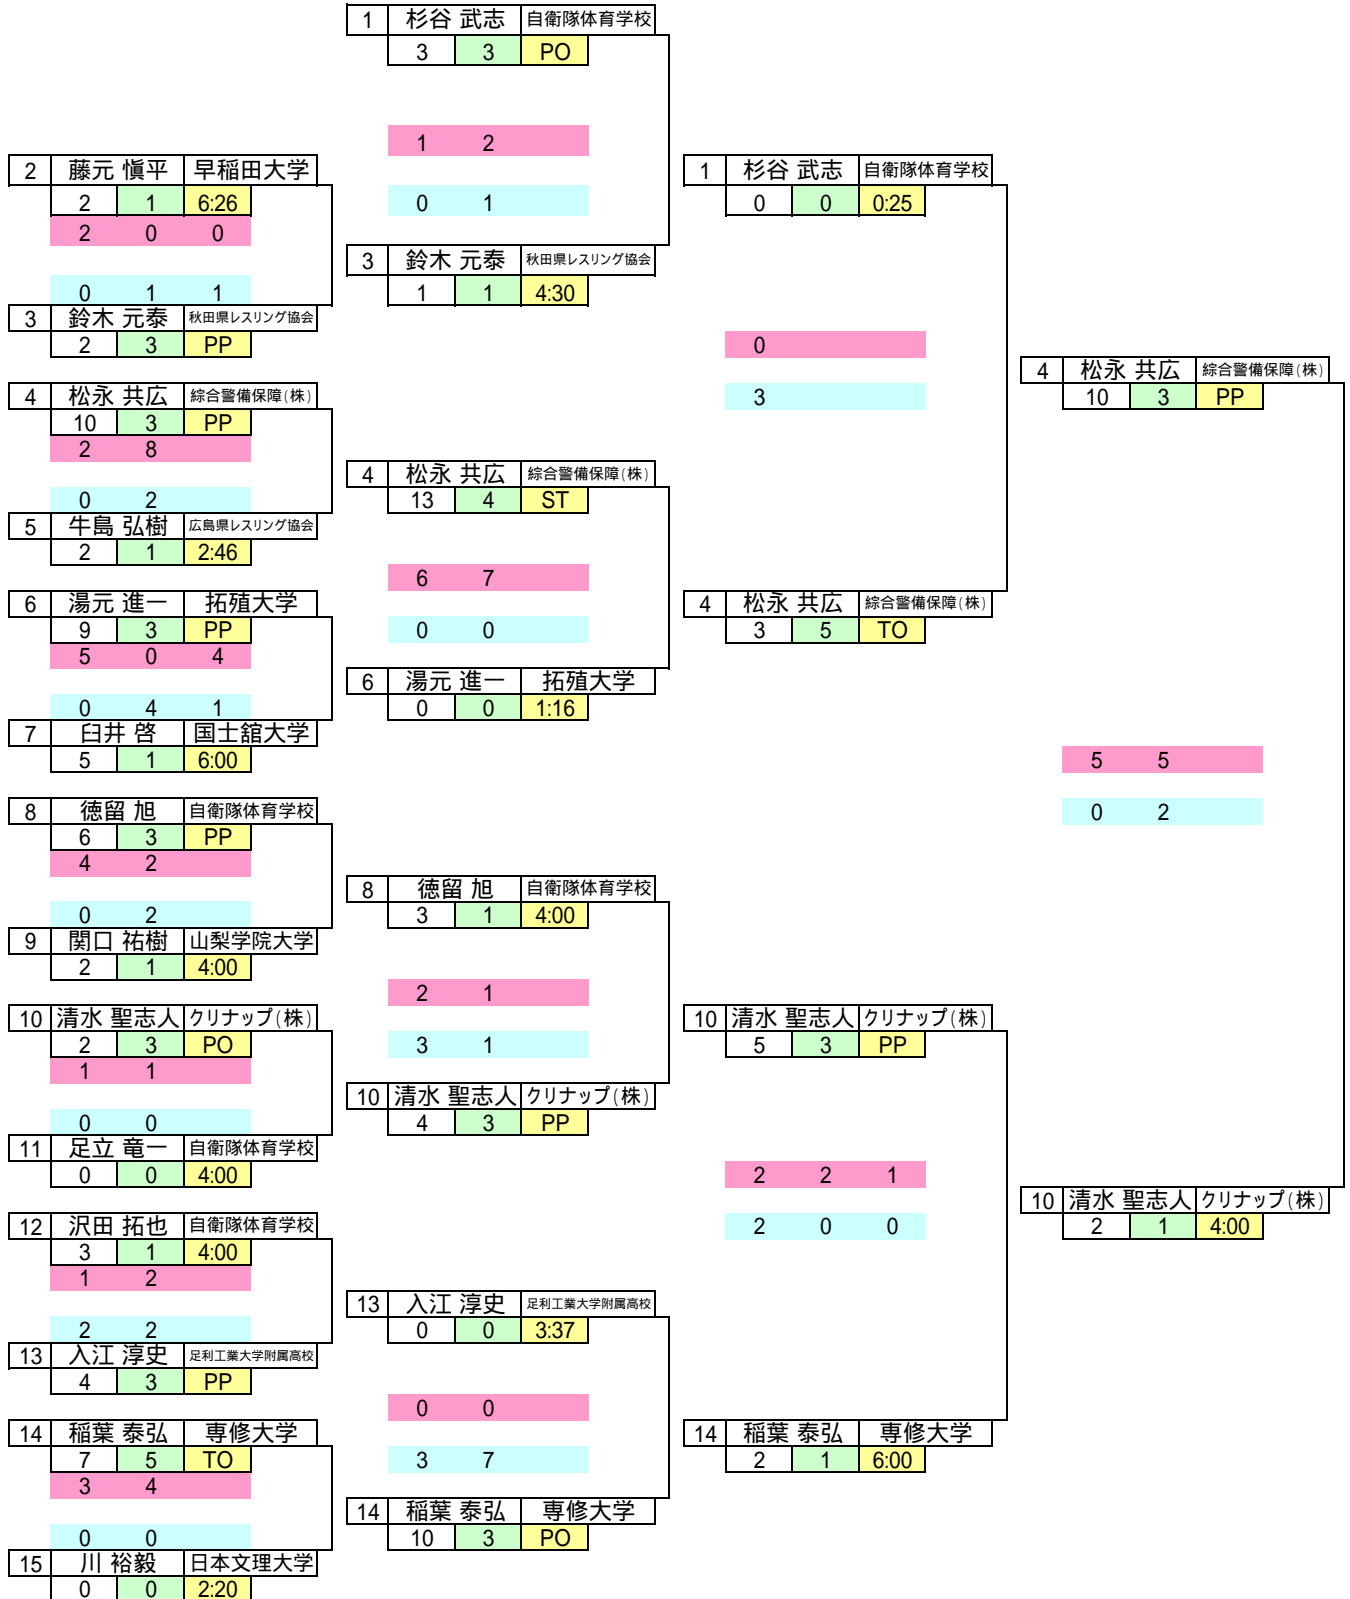 1 杉谷 武志 自衛隊体育学校
3 3 PO
1 2
0 1
3 鈴木 元泰 秋田県レスリング協会
1 1 4:30
2 藤元 愼平 早稲田大学
2 1 6:26
2 0 0
0 1 1
3 鈴木 元泰 秋田県レスリング協会
2 3 PP
4 松永 共広 綜合警備保障(株)
10 3 PP
2 8
0 2
5 牛島 弘樹 広島県レスリング協会
2 1 2:46
6 湯元 進一 拓殖大学
9 3 PP
5 0 4
0 4 1
7 臼井 啓 国士舘大学
5 1 6:00
8 徳留 旭 自衛隊体育学校
6 3 PP
4 2
0 2
9 関口 祐樹 山梨学院大学
2 1 4:00
10 清水 聖志人 クリナップ(株)
2 3 PO
1 1
0 0
11 足立 竜一 自衛隊体育学校
0 0 4:00
12 沢田 拓也 自衛隊体育学校
3 1 4:00
1 2
2 2
13 入江 淳史 足利工業大学附属高校
4 3 PP
14 稲葉 泰弘 専修大学
7 5 TO
3 4
0 0
15 川 裕毅 日本文理大学
0 0 2:20
4 松永 共広 綜合警備保障(株)
13 4 ST
6 7
0 0
6 湯元 進一 拓殖大学
0 0 1:16
8 徳留 旭 自衛隊体育学校
3 1 4:00
2 1
3 1
10 清水 聖志人 クリナップ(株)
4 3 PP
13 入江 淳史 足利工業大学附属高校
0 0 3:37
0 0
3 7
14 稲葉 泰弘 専修大学
10 3 PO
1 杉谷 武志 自衛隊体育学校
0 0 0:25
0
3
4 松永 共広 綜合警備保障(株)
3 5 TO
10 清水 聖志人 クリナップ(株)
5 3 PP
2 2 1
2 0 0
14 稲葉 泰弘 専修大学
2 1 6:00
4 松永 共広 綜合警備保障(株)
10 3 PP
5 5
0 2
10 清水 聖志人 クリナップ(株)
2 1 4:00